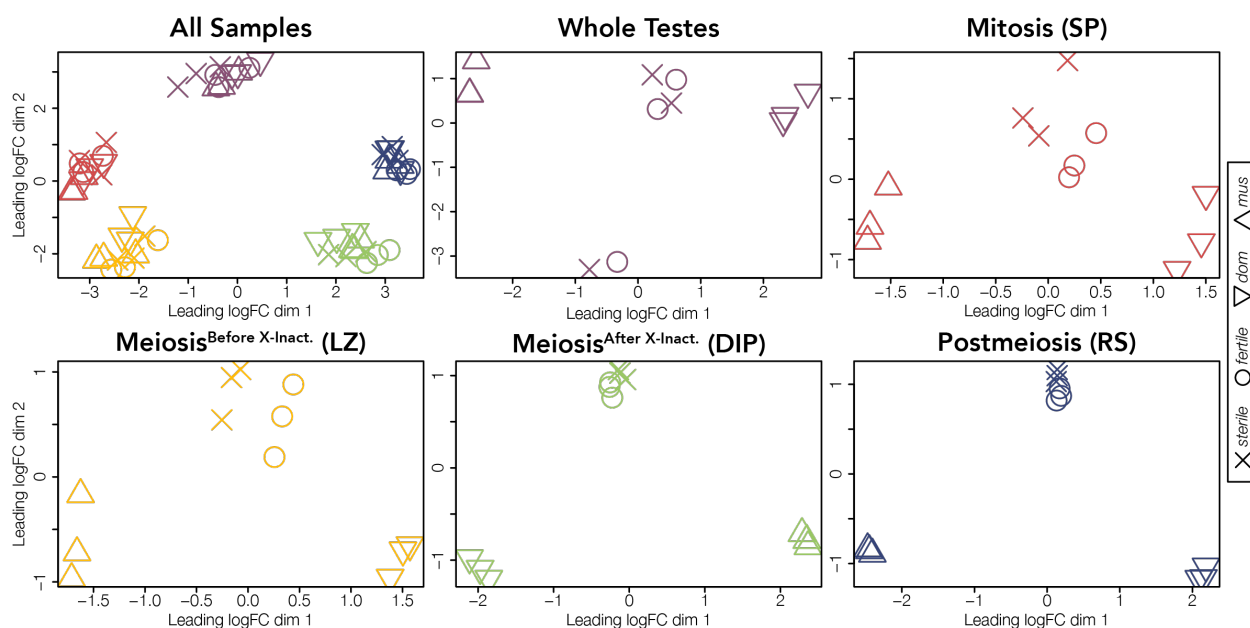 All Samples
Whole Testes
Mitosis (SP)
Leading logFC dim 2
2
0
−2
−3 −2 −1 0 1 2 3
Leading logFC dim 1
1
0
-1
-3
−2 −1 0 1 2
Leading logFC dim 1
1
0
−1
−1.5 −1.0 −0.5 0.0 0.5 1.0 1.5
Leading logFC dim 1
Meiosis Before X-Inact. (LZ)
Meiosis After X-Inact. (DIP)
Postmeiosis (RS)
Leading logFC dim 2
1
0
−1
−1.5 −1.0 −0.5 0.0 0.5 1.0 1.5
Leading logFC dim 1
1
0
−1
−2 −1 0 1 2
Leading logFC dim 1
1
0
−1
−2 −1 0 1 2
Leading logFC dim 1
sterile fertile dom mus